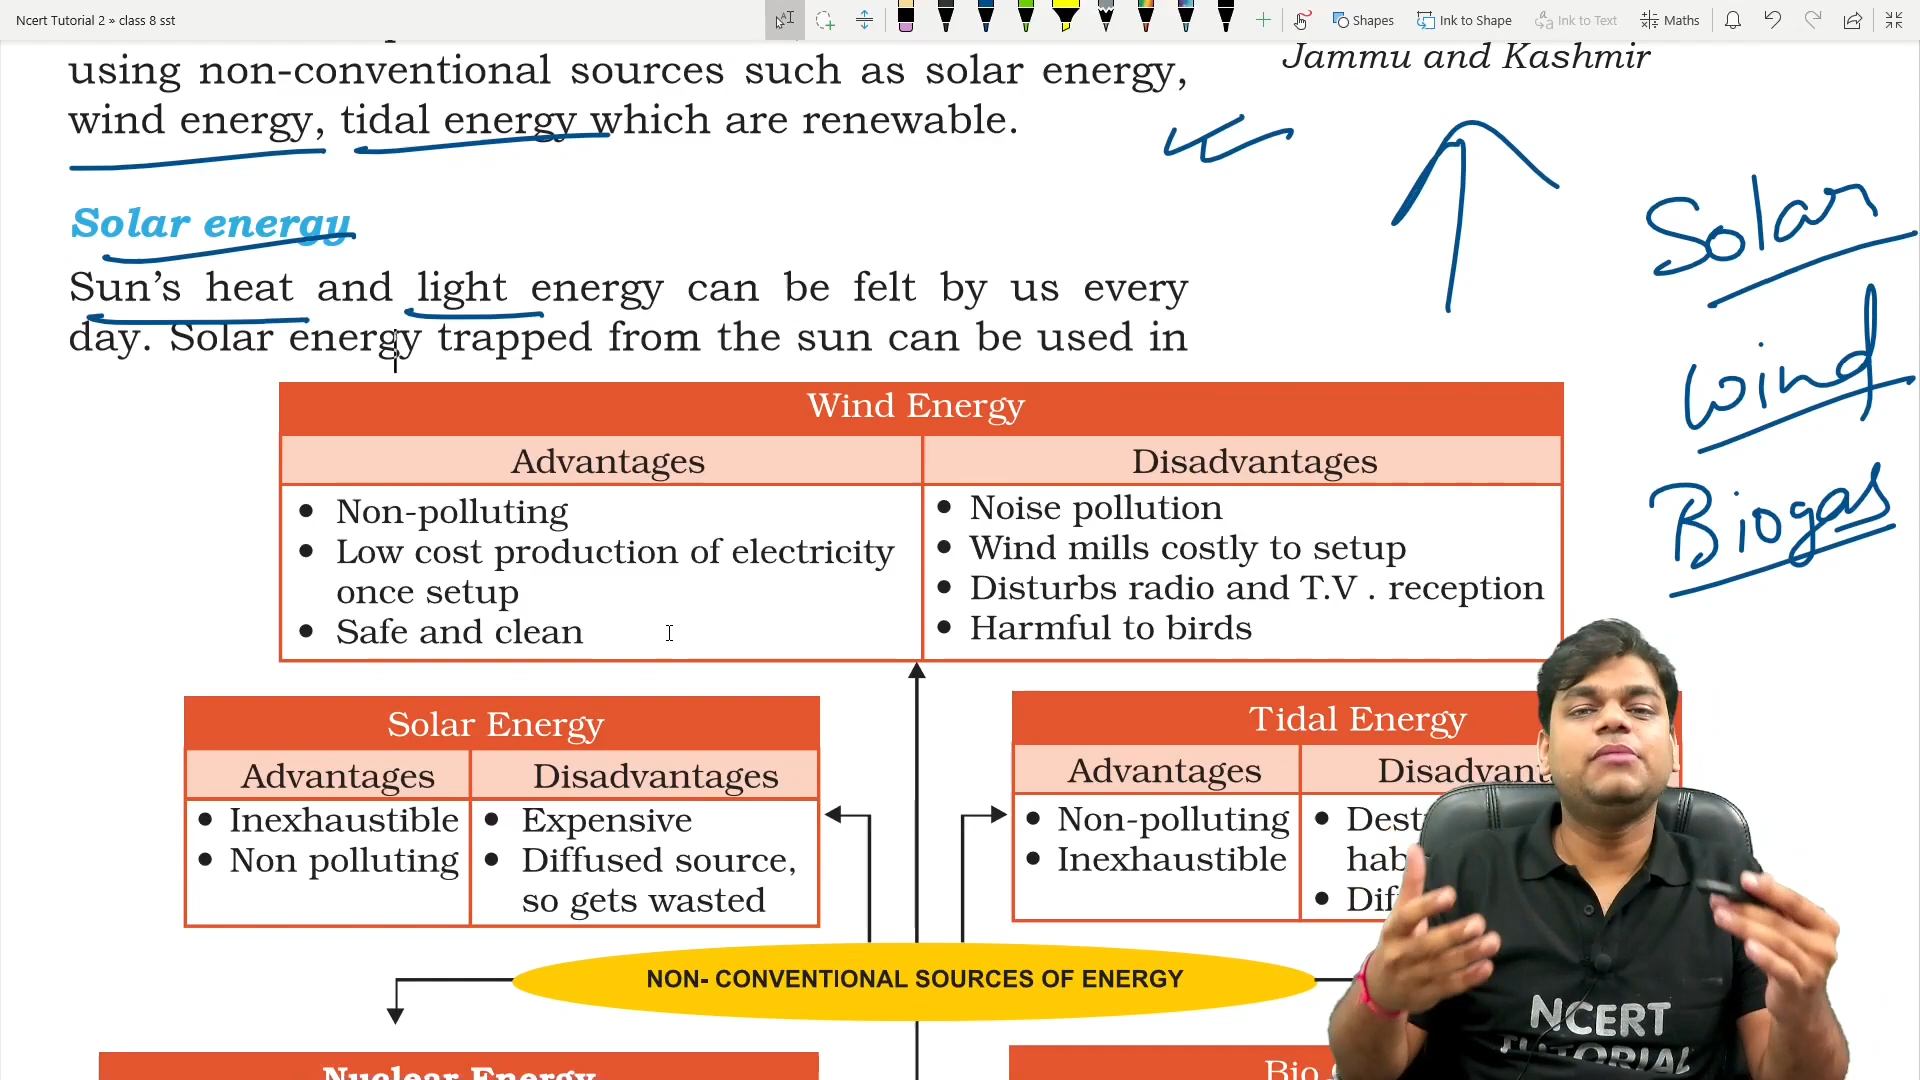 Ncert Tutorial 2 » class 8 sst
Shapes
Ink to Shape
Ink to Text
Maths
using non-conventional sources such as solar energy,
wind energy, tidal energy which are renewable.
Jammu and Kashmir
Solar
wind
Biogas
Solar energy
Sun's heat and light energy can be felt by us every
day. Solar energy trapped from the sun can be used in
Wind Energy
Advantages
• Non-polluting
• Low cost production of electricity
once setup
• Safe and clean
Disadvantages
• Noise pollution
• Wind mills costly to setup
• Disturbs radio and T.V . reception
• Harmful to birds
Solar Energy
Advantages
• Inexhaustible
• Non polluting
Disadvantages
• Expensive
• Diffused source,
so gets wasted
Tidal Energy
Advantages
• Non-polluting
• Inexhaustible
NON- CONVENTIONAL SOURCES OF ENERGY
Nuclear Energy
Bio
NCERT
TUTORIAL